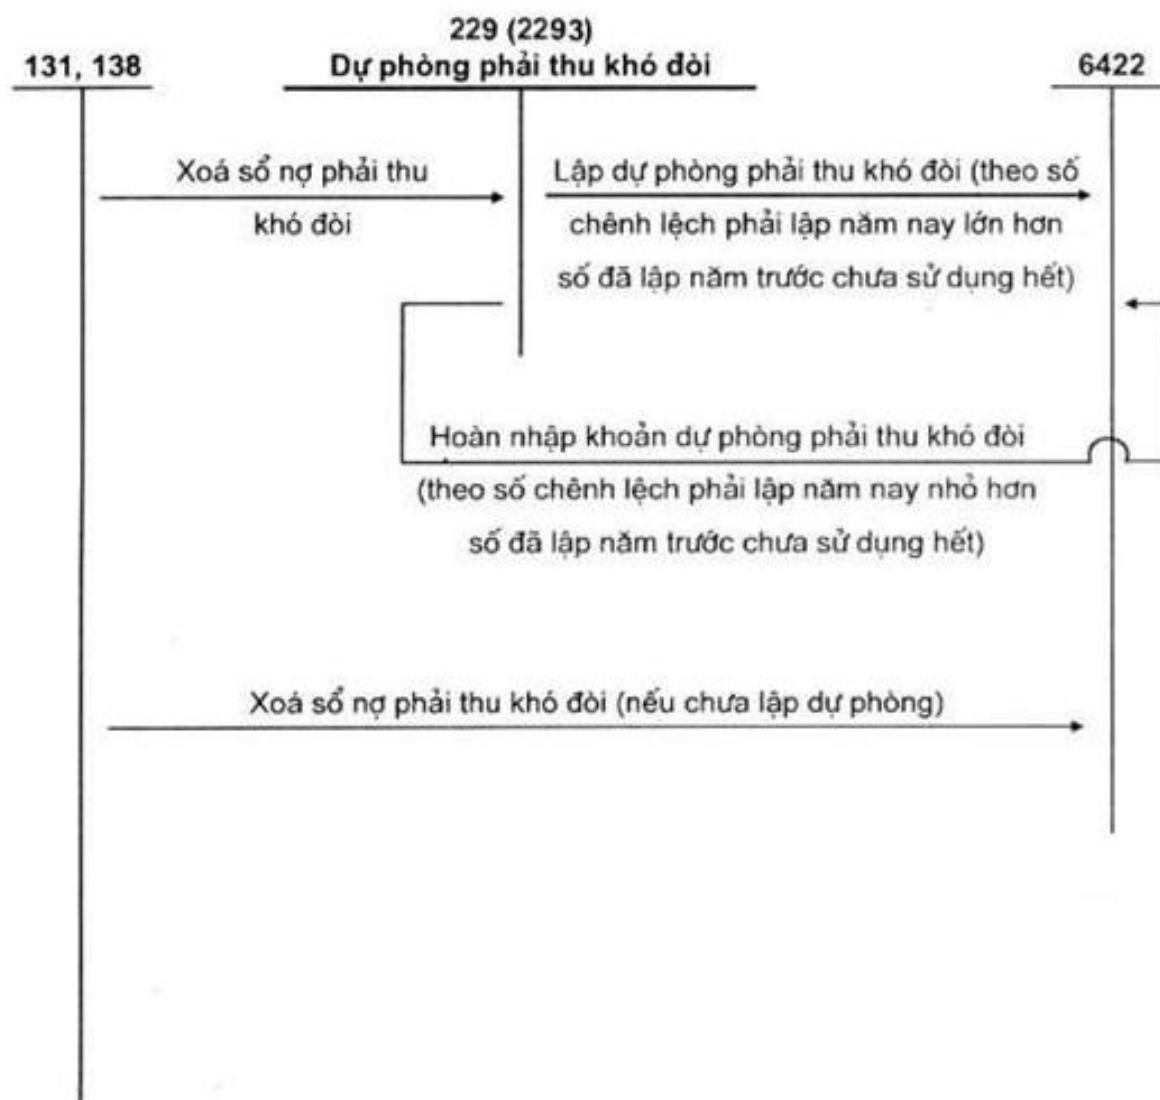 229 (2293)
131, 138
Dự phòng phải thu khó đòi
6422
Xoá sổ nợ phải thu
khó đòi
Lập dự phòng phải thu khó đòi (theo số
chênh lệch phải lập năm nay lớn hơn
số đã lập năm trước chưa sử dụng hết)
Hoàn nhập khoản dự phòng phải thu khó đòi
(theo số chênh lệch phải lập năm nay nhỏ hơn
số đã lập năm trước chưa sử dụng hết)
Xoá sổ nợ phải thu khó đòi (nếu chưa lập dự phòng)